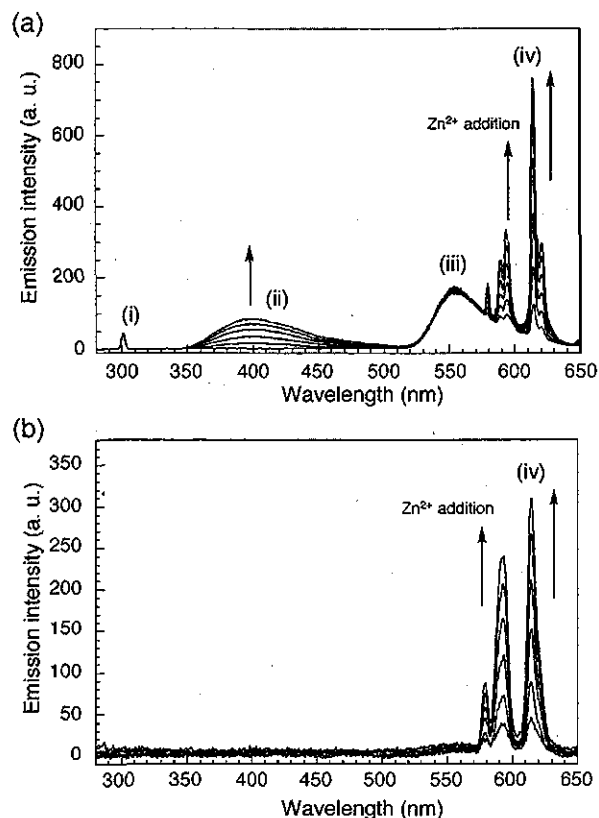 (a)
800
600
400
200
0
Emission intensity (a. u.)
(i)
(ii)
(iii)
(iv)
Zn²⁺ addition
300 350 400 450 500 550 600 650
Wavelength (nm)
(b)
350
300
250
200
150
100
50
0
Emission intensity (a. u.)
(iv)
Zn²⁺ addition
300 350 400 450 500 550 600 650
Wavelength (nm)